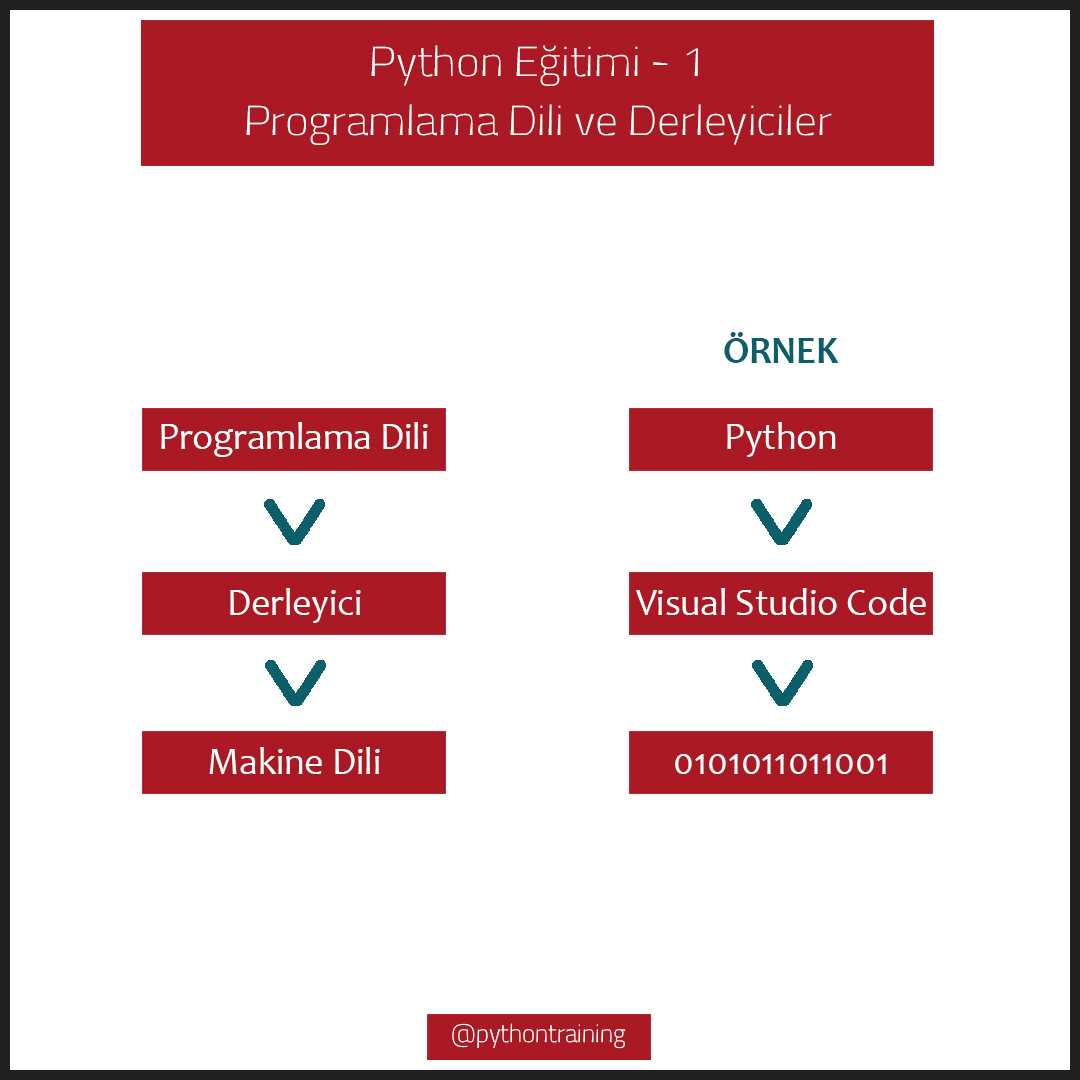 Python Eğitimi - 1
Programlama Dili ve Derleyiciler
ÖRNEK
Programlama Dili
Python
Derleyici
Visual Studio Code
Makine Dili
0101011011001
@pythontraining